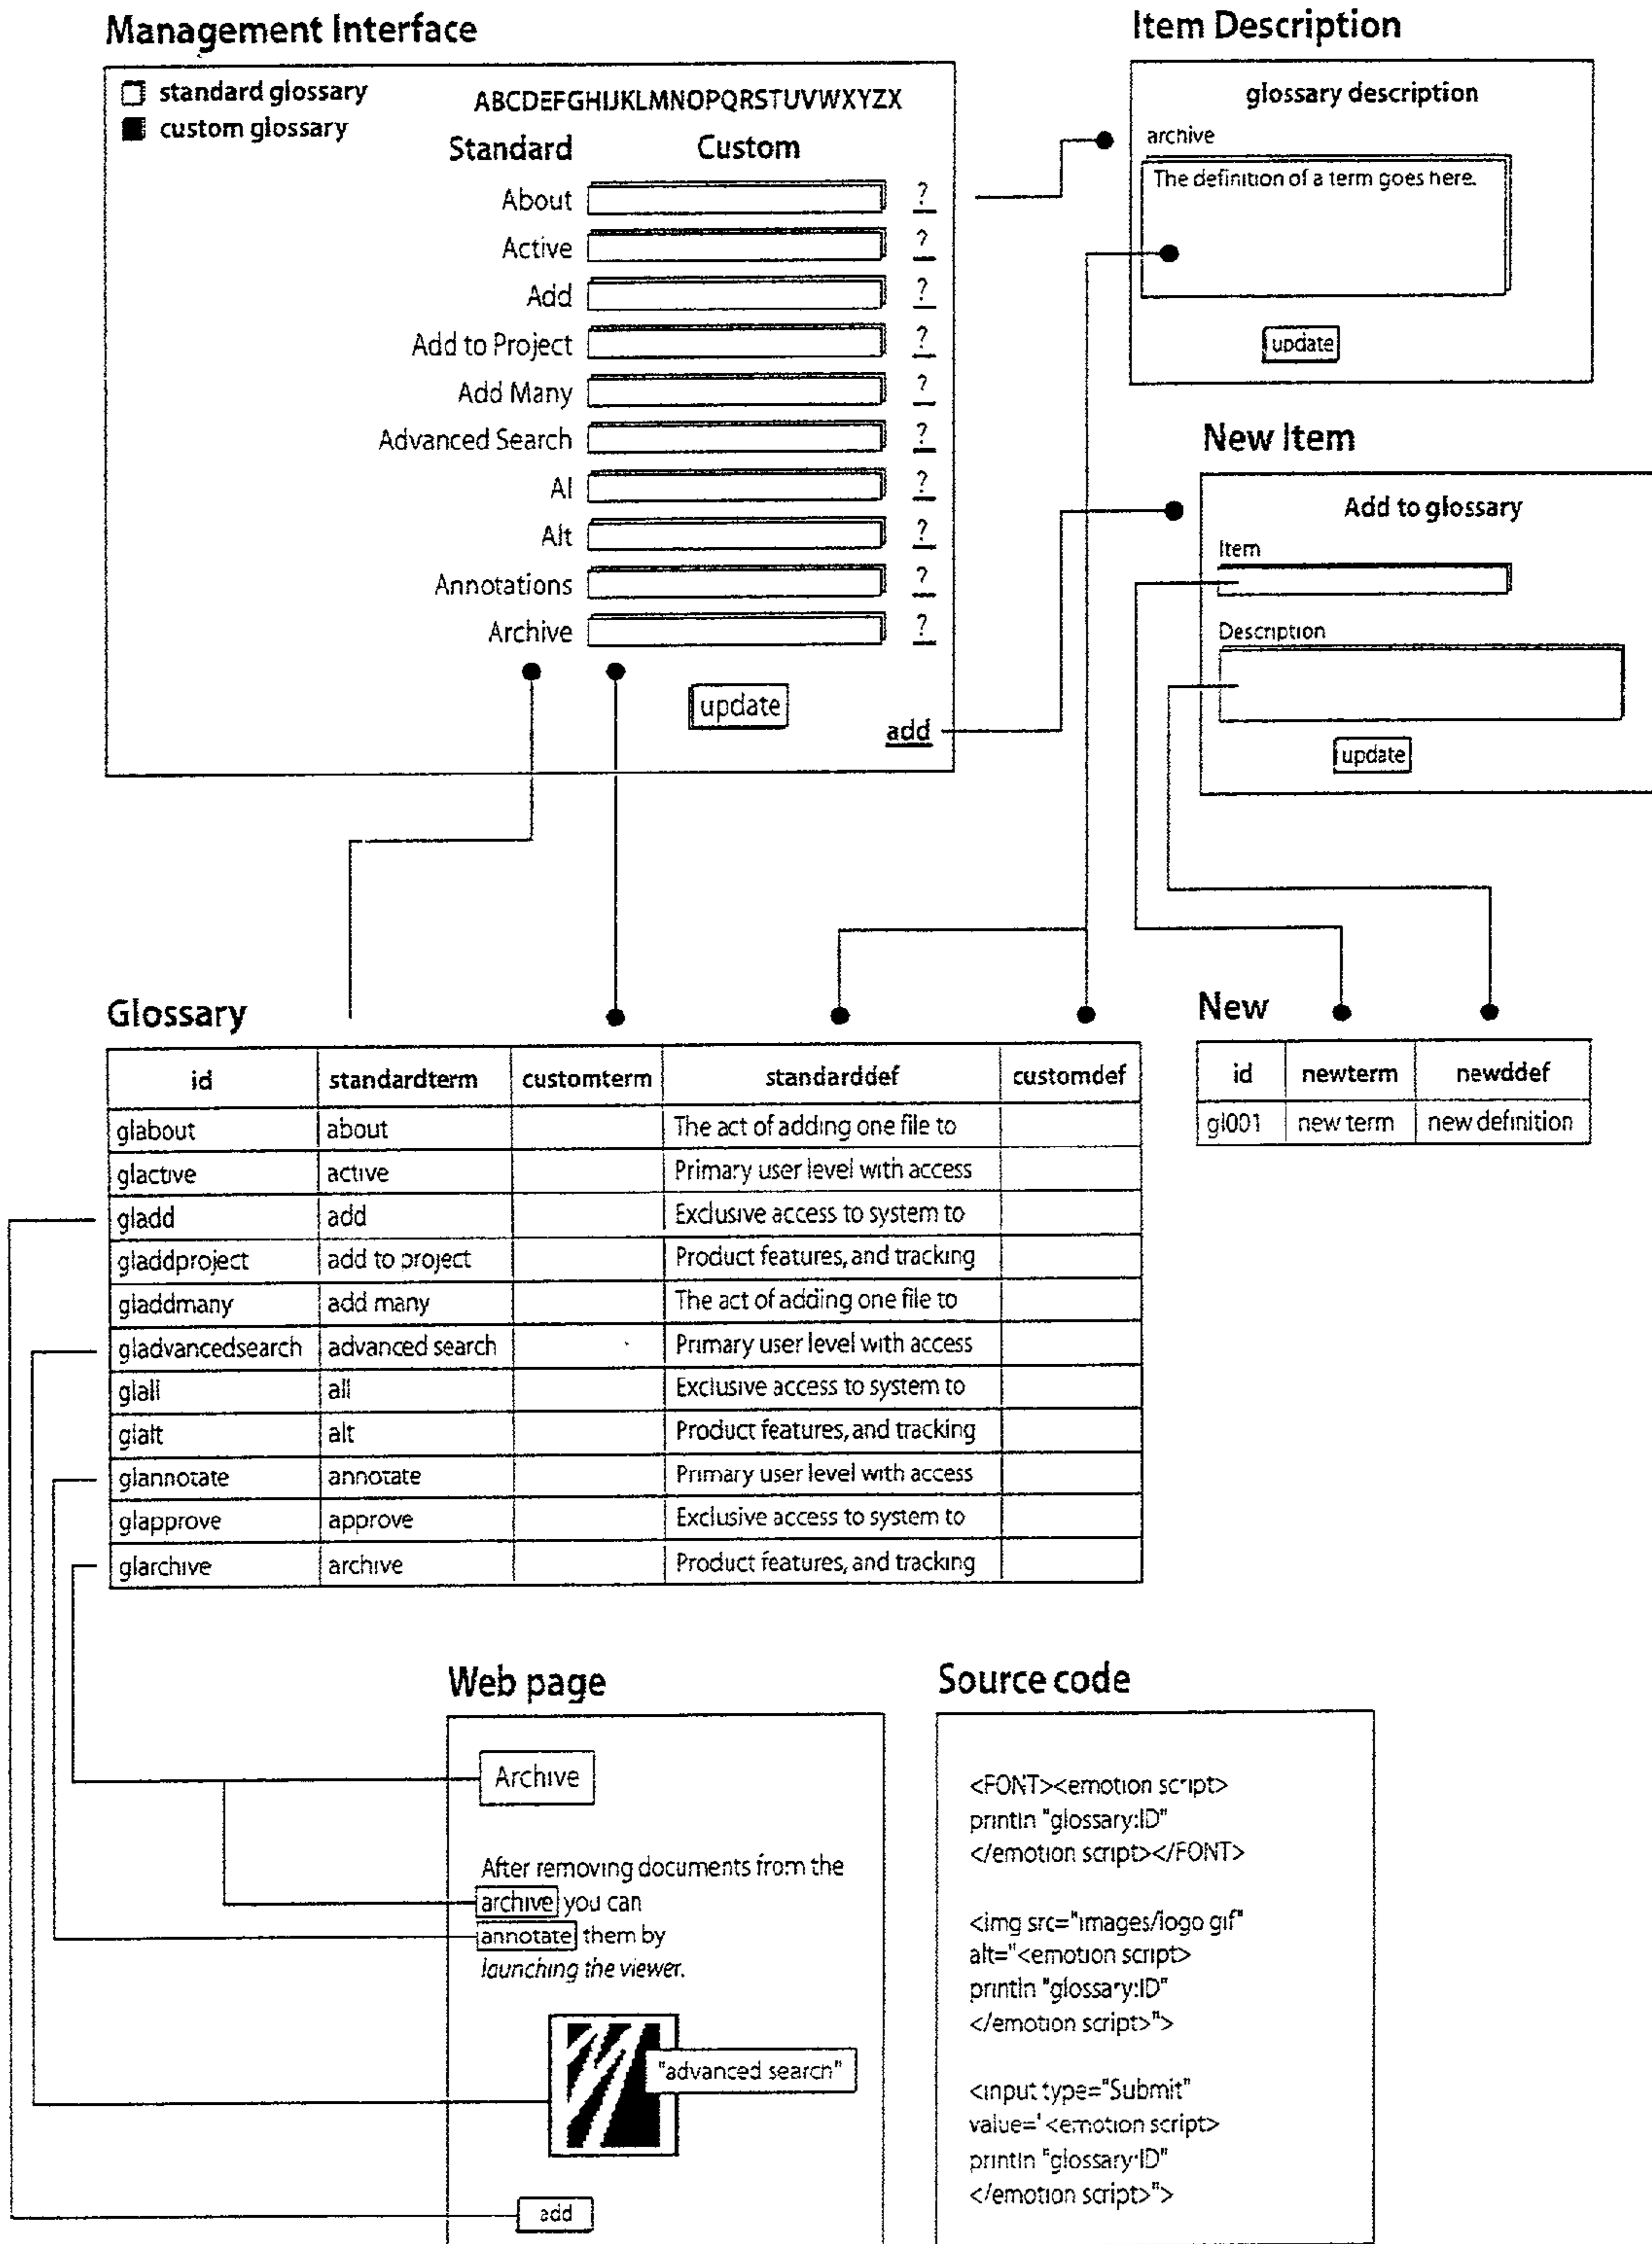 Management Interface
standard glossary
custom glossary
ABCDEFGHIJKLMNOPQRSTUVWXYZX
Standard Custom
About ?
Active ?
Add ?
Add to Project ?
Add Many ?
Advanced Search ?
Al ?
Alt ?
Annotations ?
Archive ?
update
add
Item Description
glossary description
archive
The definition of a term goes here.
update
New Item
Add to glossary
Item
Description
update
Glossary
id standardterm customterm standarddef customdef
glabout about The act of adding one file to
glactive active Primary user level with access
gladd add Exclusive access to system to
gladdproject add to project Product features, and tracking
gladdmany add many The act of adding one file to
gladvancedsearch advanced search Primary user level with access
glall all Exclusive access to system to
glalt alt Product features, and tracking
glannotate annotate Primary user level with access
glapprove approve Exclusive access to system to
glarchive archive Product features, and tracking
New
id newterm newddef
gl001 new term new definition
Web page
Archive
After removing documents from the
archive you can
annotate them by
launching the viewer.
"advanced search"
add
Source code
<FONT><emotion script>
println "glossary:ID"
</emotion script></FONT>
<img src="images/logo gif"
alt="<emotion script>
println "glossary:ID"
</emotion script>">
<input type="Submit"
value='<emotion script>
println "glossary:ID"
</emotion script>">